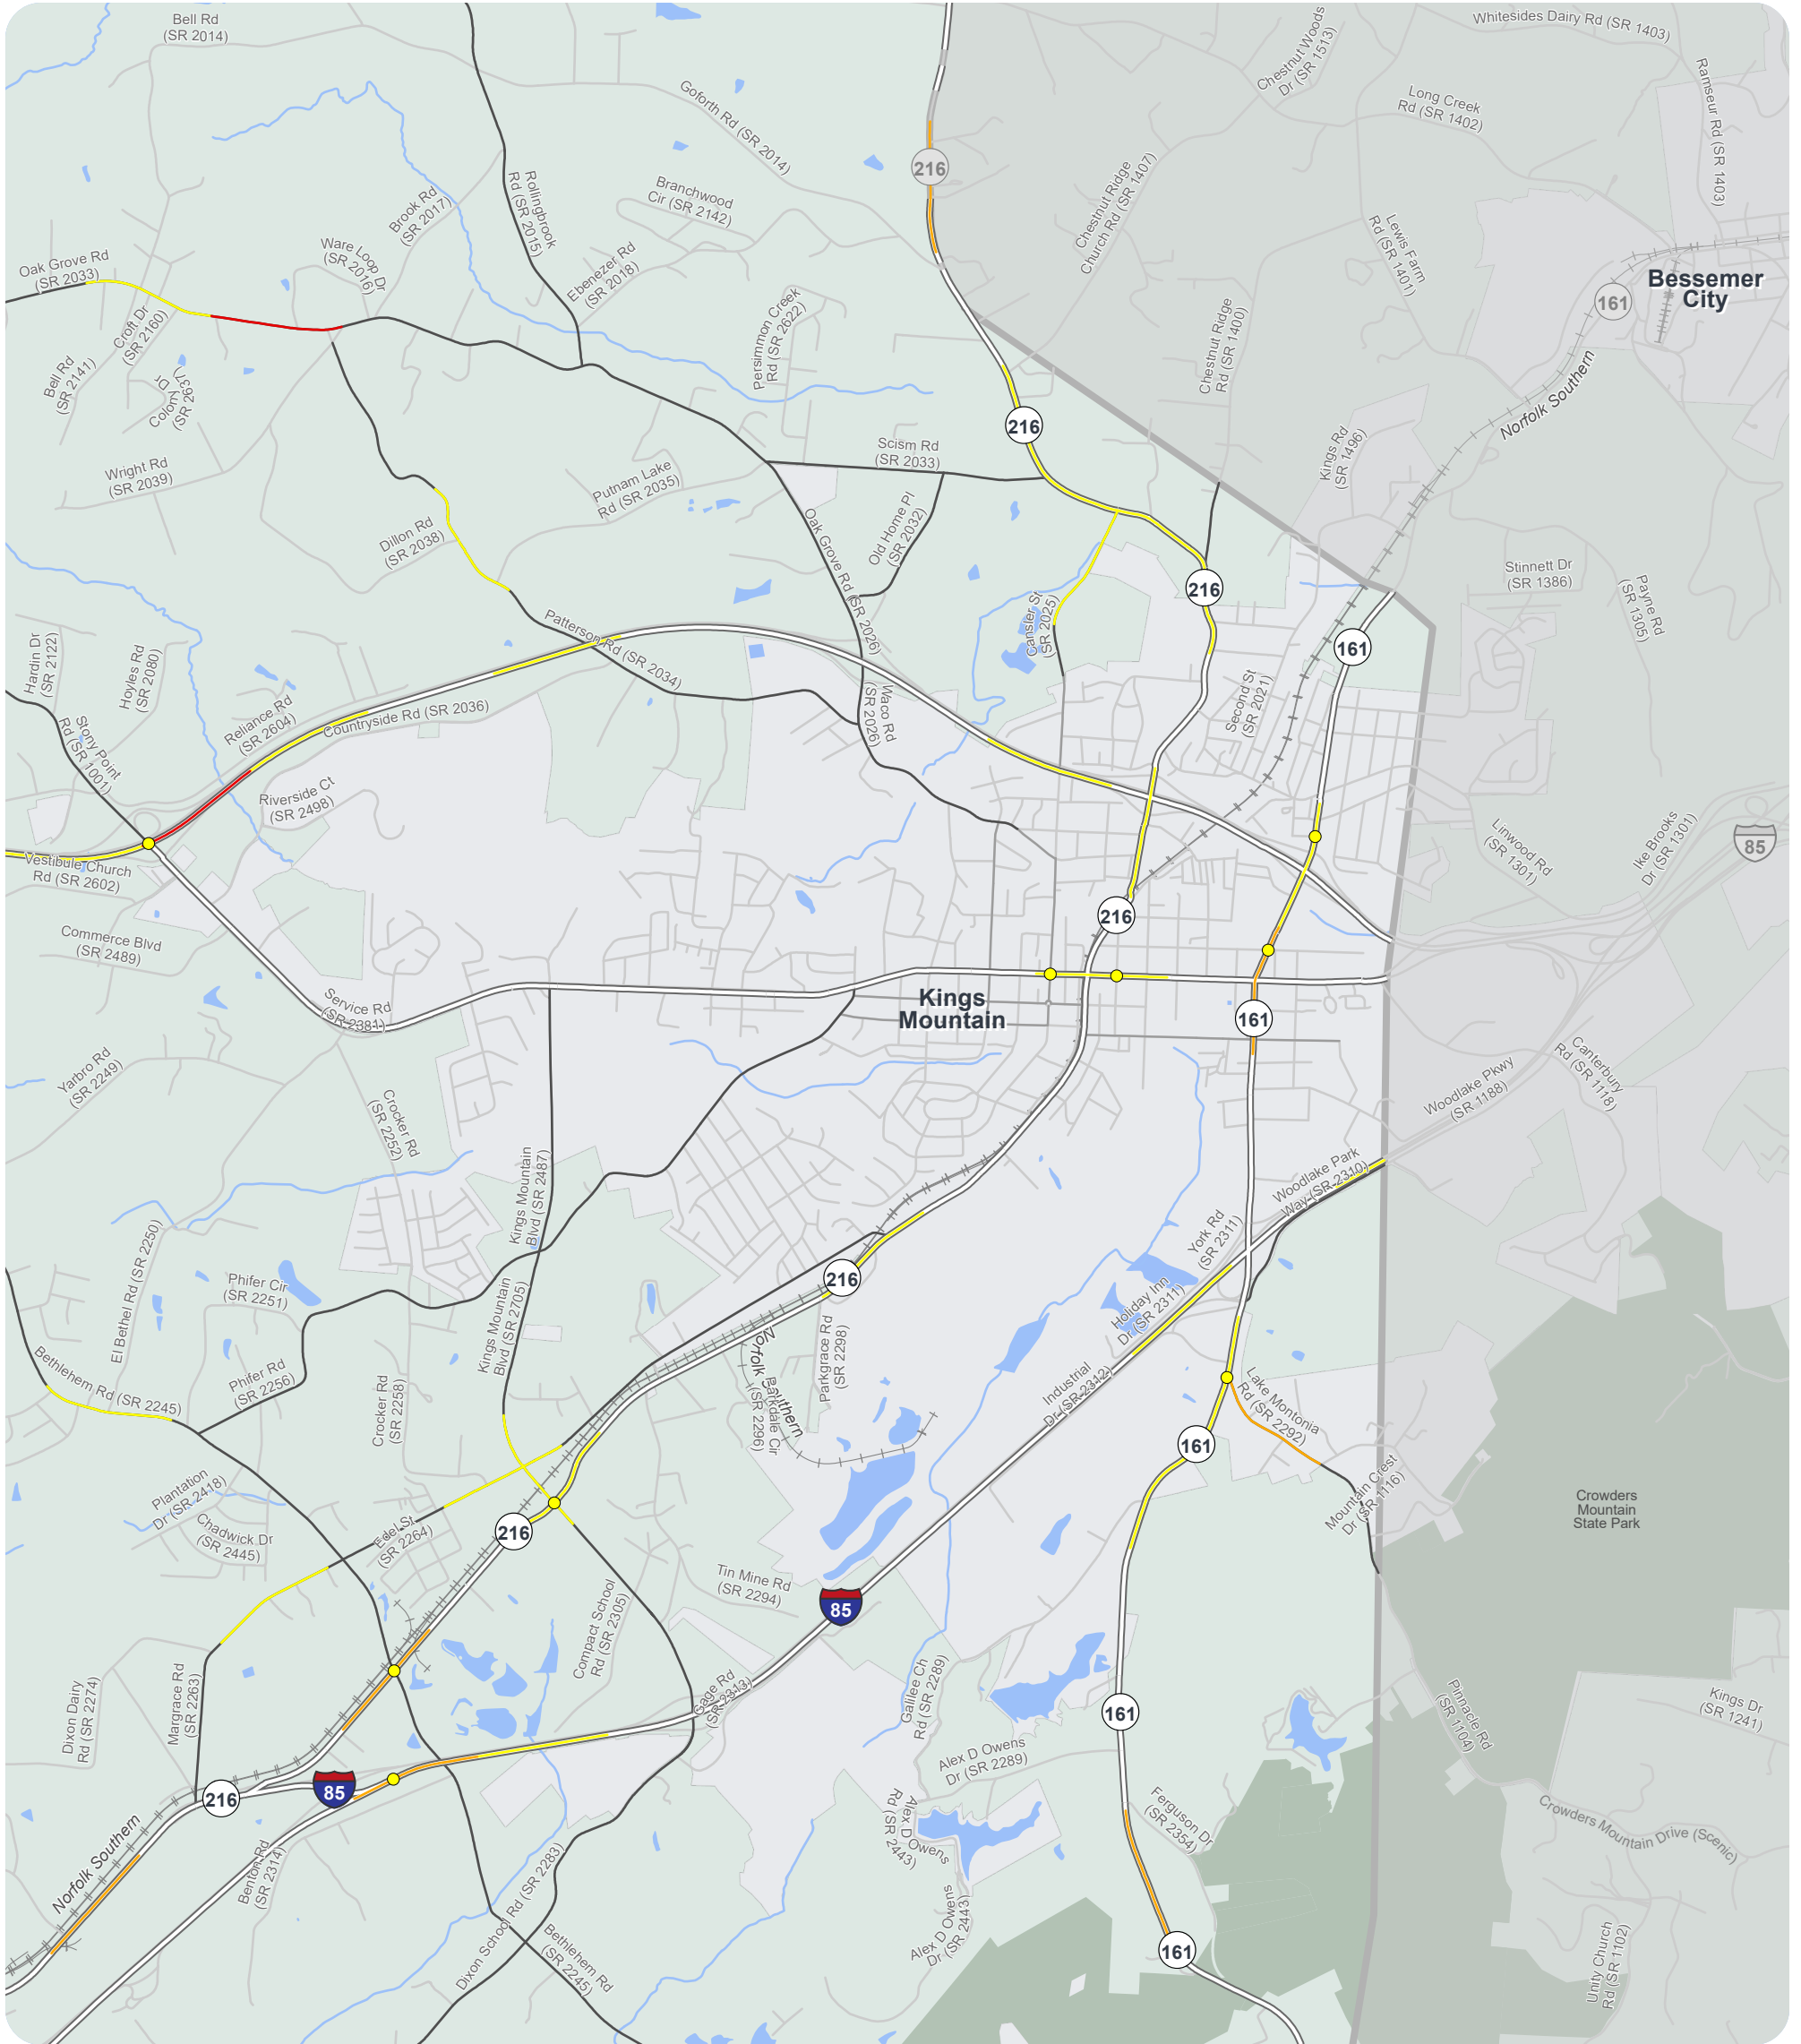 Bell Rd
(SR 2014)
Whitesides Dairy Rd (SR 1403)
Chestnut Woods
Dr (SR 1513)
Ramseur Rd (SR 1403)
Long Creek
Rd (SR 1402)
Goforth Rd (SR 2014)
216
Branchwood
Cir (SR 2142)
Rollingbrook
Rd (SR 2015)
Brook Rd
(SR 2017)
Chestnut Ridge
Church Rd (SR 1407)
Lewis Farm
Rd (SR 1401)
Ware Loop Dr
(SR 2016)
Oak Grove Rd
(SR 2033)
Ebenezer Rd
(SR 2018)
Bessemer
City
161
Croft Dr
(SR 2160)
Persimmon Creek
Rd (SR 2622)
Chestnut Ridge
Rd (SR 1400)
Bell Rd
(SR 2141)
Colony Dr
(SR 2637)
Norfolk Southern
216
Scism Rd
(SR 2033)
Kings Rd
(SR 1496)
Wright Rd
(SR 2039)
Putnam Lake
Rd (SR 2035)
Dillon Rd
(SR 2038)
Oak Grove Rd (SR 2026)
Old Home Pl
(SR 2032)
Stinnett Dr
(SR 1386)
Payne Rd
(SR 1305)
216
Cansler St
(SR 2025)
Patterson Rd (SR 2034)
161
Hardin Dr
(SR 2122)
Hoyles Rd
(SR 2080)
Reliance Rd
(SR 2604)
Countryside Rd (SR 2036)
Waco Rd
(SR 2026)
Second St
(SR 2021)
Stony Point
Rd (SR 1001)
Riverside Ct
(SR 2498)
Linwood Rd
(SR 1301)
Ike Brooks
Dr (SR 1301)
85
Vestibule Church
Rd (SR 2602)
216
Commerce Blvd
(SR 2489)
Service Rd
(SR 2381)
Kings
Mountain
161
Yarbro Rd
(SR 2249)
Crocker Rd
(SR 2252)
Woodlake Pkwy
(SR 1188)
Canterbury
Rd (SR 1118)
Kings Mountain
Blvd (SR 2487)
Woodlake Park
Way (SR 2310)
El Bethel Rd (SR 2250)
York Rd
(SR 2311)
Phifer Cir
(SR 2251)
216
Holiday Inn
Dr (SR 2311)
Kings Mountain
Blvd (SR 2705)
Parkgrace Rd
(SR 2298)
Norfolk Southern
Parkdale Cir
(SR 2296)
Bethlehem Rd (SR 2245)
Phifer Rd
(SR 2256)
Crocker Rd
(SR 2258)
Industrial
Dr (SR 2312)
Lake Montonia
Rd (SR 2292)
161
Plantation
Dr (SR 2418)
Mountain Crest
Dr (SR 1116)
Crowders
Mountain
State Park
Chadwick Dr
(SR 2445)
Edel St
(SR 2264)
216
Tin Mine Rd
(SR 2294)
85
Compact School
Rd (SR 2305)
Dixon Dairy
Rd (SR 2274)
Margrace Rd
(SR 2263)
Gage Rd
(SR 2313)
Galilee Ch
Rd (SR 2289)
161
Pinnacle Rd
(SR 1104)
Kings Dr
(SR 1241)
Alex D Owens
Dr (SR 2289)
216
85
Alex D Owens
Rd (SR 2443)
Ferguson Dr
(SR 2354)
Crowders Mountain Drive (Scenic)
Norfolk Southern
Benton Rd
(SR 2314)
Dixon School Rd (SR 2283)
Bethlehem Rd
(SR 2245)
Alex D Owens
Dr (SR 2443)
161
Unity Church
Rd (SR 1102)